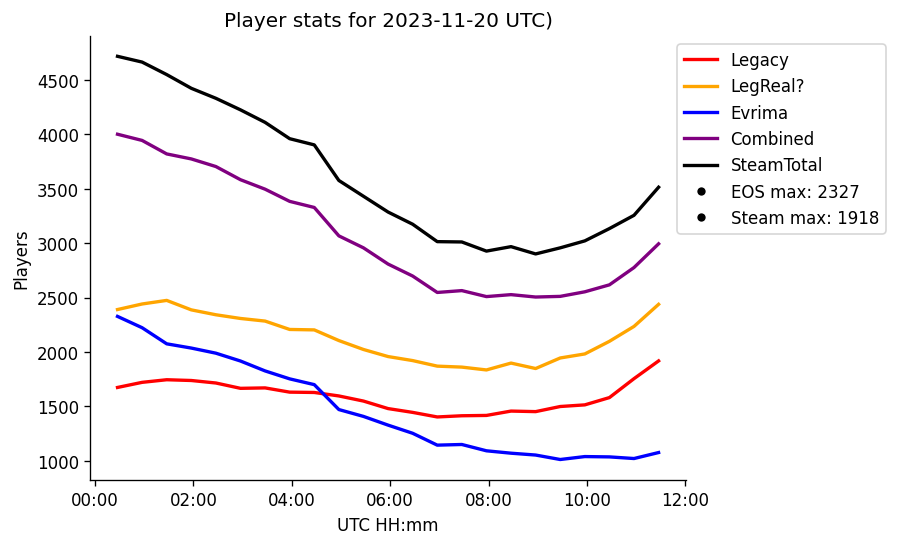 Player stats for 2023-11-20 UTC)
Legacy
LegReal?
Evrima
Combined
SteamTotal
EOS max: 2327
Steam max: 1918
Players
4500
4000
3500
3000
2500
2000
1500
1000
00:00 02:00 04:00 06:00 08:00 10:00 12:00
UTC HH:mm